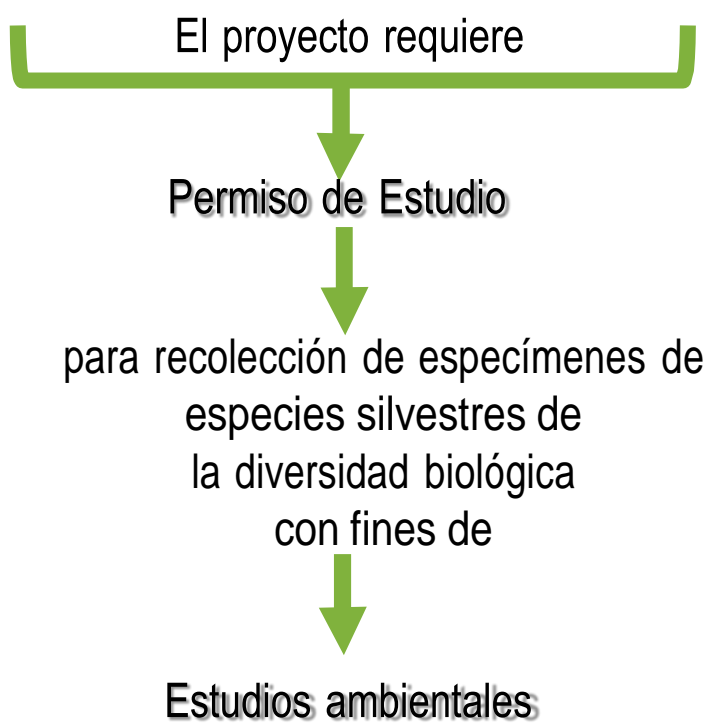 El proyecto requiere
Permiso de Estudio
para recolección de especímenes de
especies silvestres de
la diversidad biológica
con fines de
Estudios ambientales